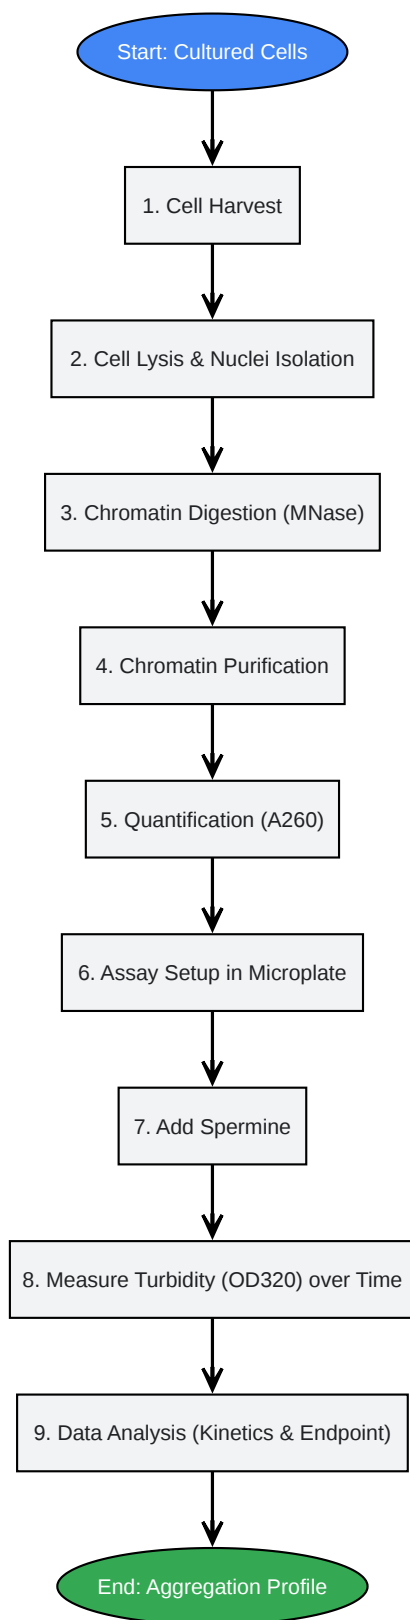 Start: Cultured Cells
1. Cell Harvest
2. Cell Lysis & Nuclei Isolation
3. Chromatin Digestion (MNase)
4. Chromatin Purification
5. Quantification (A260)
6. Assay Setup in Microplate
7. Add Spermine
8. Measure Turbidity (OD320) over Time
9. Data Analysis (Kinetics & Endpoint)
End: Aggregation Profile